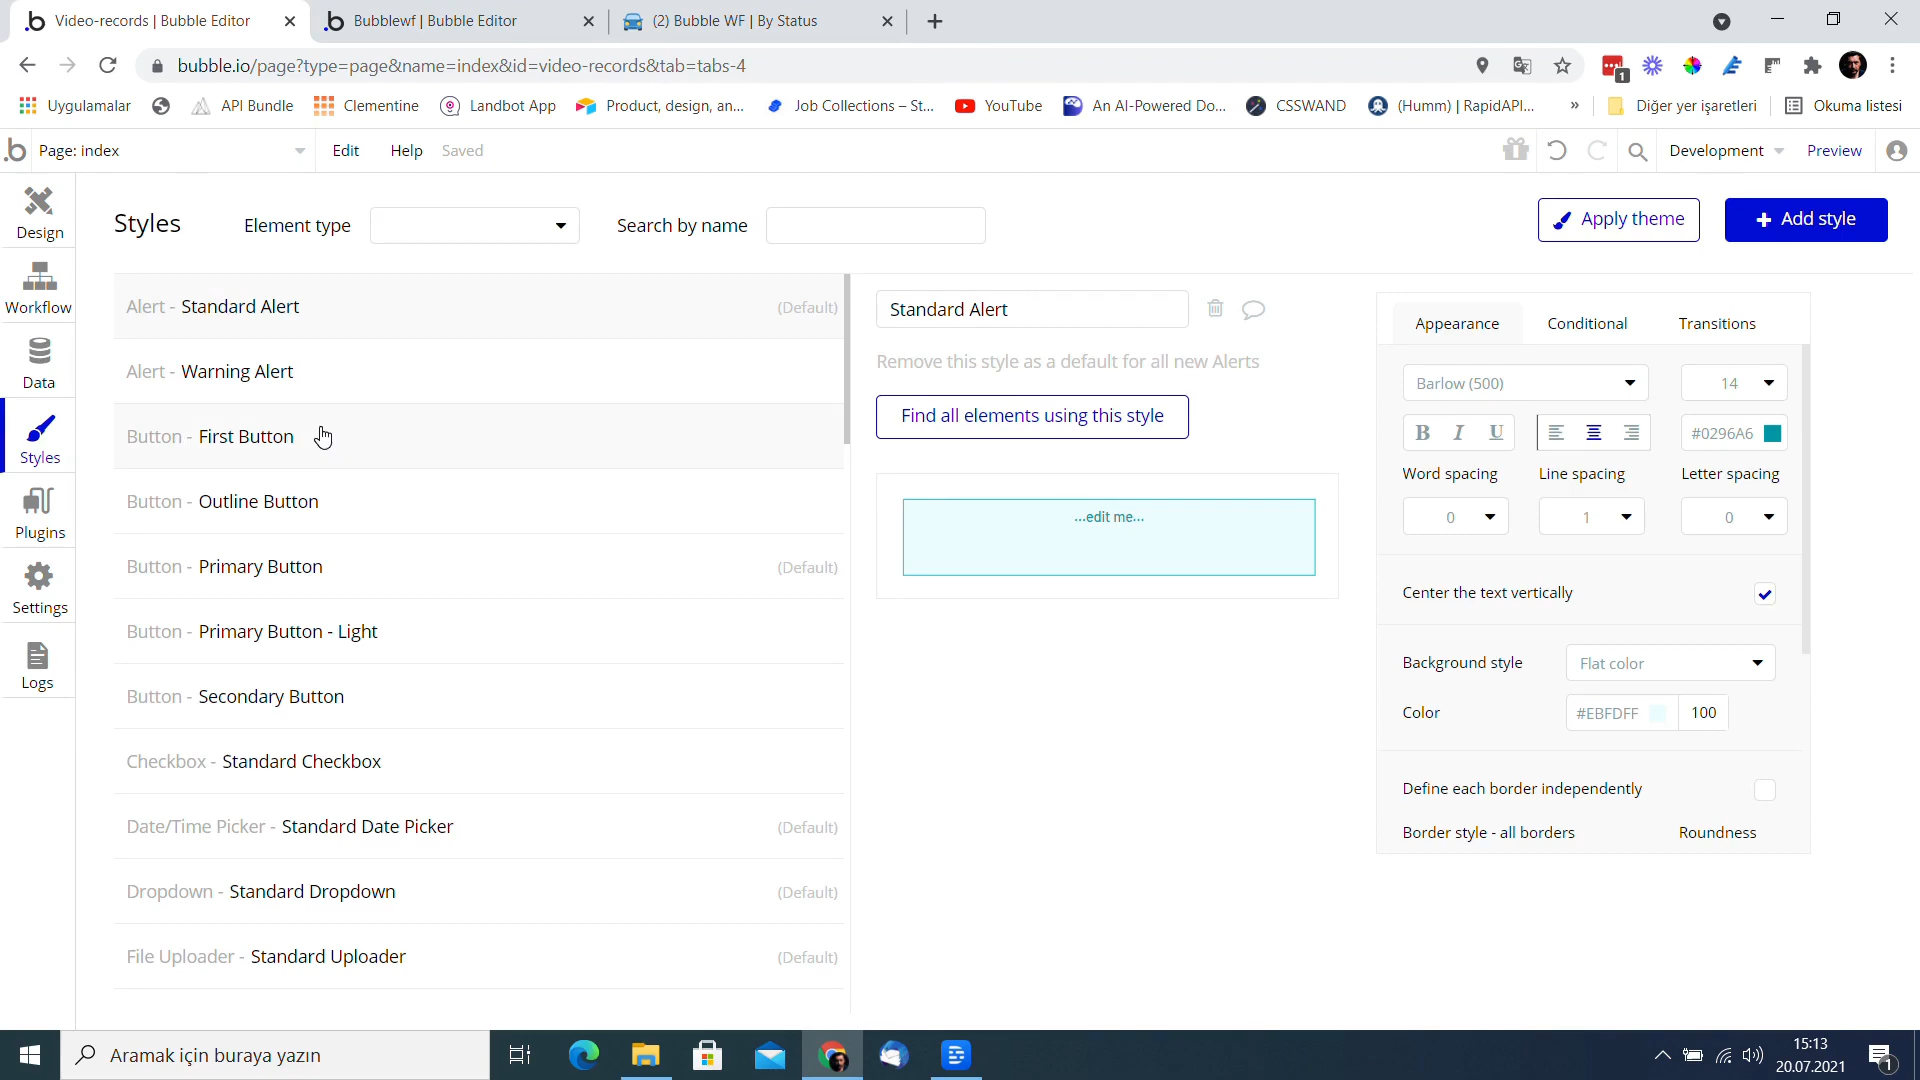 Video-records | Bubble Editor
Bubblewf | Bubble Editor
(2) Bubble WF | By Status
bubble.io/page?type=page&name=index&id=video-records&tab=tabs-4
1
Uygulamalar
API Bundle
Clementine
Landbot App
Product, design, an...
Job Collections – St...
YouTube
An AI-Powered Do...
CSSWAND
(Humm) | RapidAPI...
»
Diğer yer işaretleri
Okuma listesi
.b
Page: index
Edit
Help
Saved
Development
Preview
Design
Workflow
Data
Styles
Plugins
Settings
Logs
Styles
Element type
Search by name
Apply theme
+ Add style
Alert - Standard Alert (Default)
Alert - Warning Alert
Button - First Button
Button - Outline Button
Button - Primary Button (Default)
Button - Primary Button - Light
Button - Secondary Button
Checkbox - Standard Checkbox
Date/Time Picker - Standard Date Picker (Default)
Dropdown - Standard Dropdown (Default)
File Uploader - Standard Uploader (Default)
Standard Alert
Remove this style as a default for all new Alerts
Find all elements using this style
...edit me...
Appearance
Conditional
Transitions
Barlow (500)
14
B I U
#0296A6
Word spacing
Line spacing
Letter spacing
0
1
0
Center the text vertically
Background style
Flat color
Color
#EBFDFF
100
Define each border independently
Border style - all borders
Roundness
Aramak için buraya yazın
15:13
20.07.2021
1